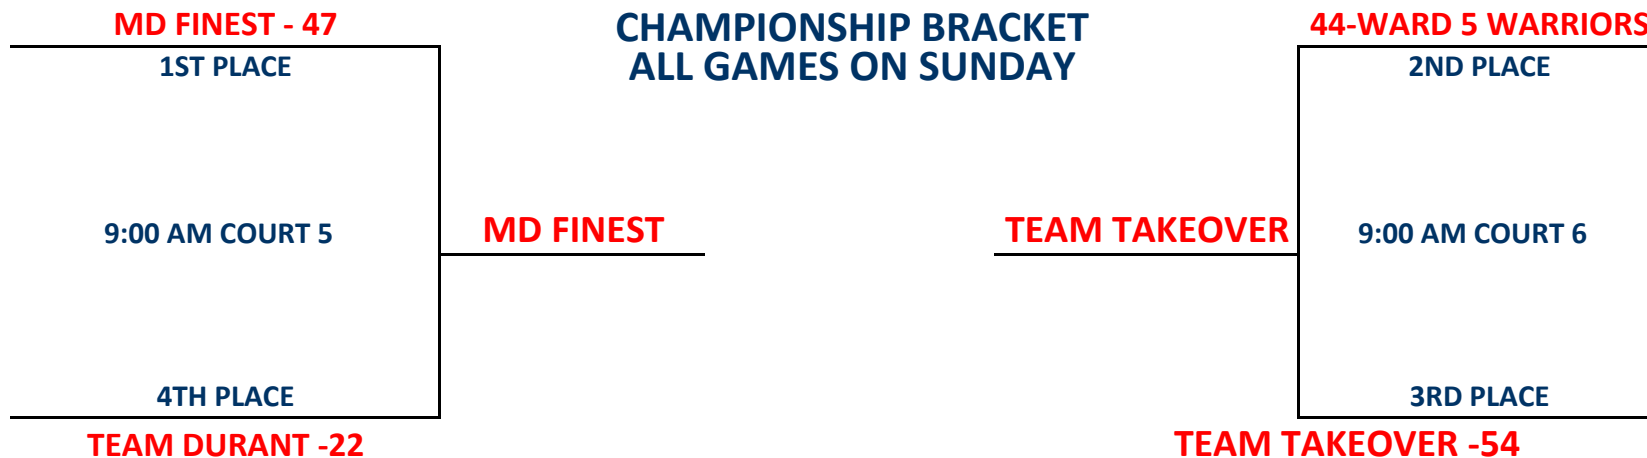 MD FINEST - 47
CHAMPIONSHIP BRACKET
44-WARD 5 WARRIORS
1ST PLACE
ALL GAMES ON SUNDAY
2ND PLACE
9:00 AM COURT 5
MD FINEST
TEAM TAKEOVER
9:00 AM COURT 6
4TH PLACE
3RD PLACE
TEAM DURANT -22
TEAM TAKEOVER -54